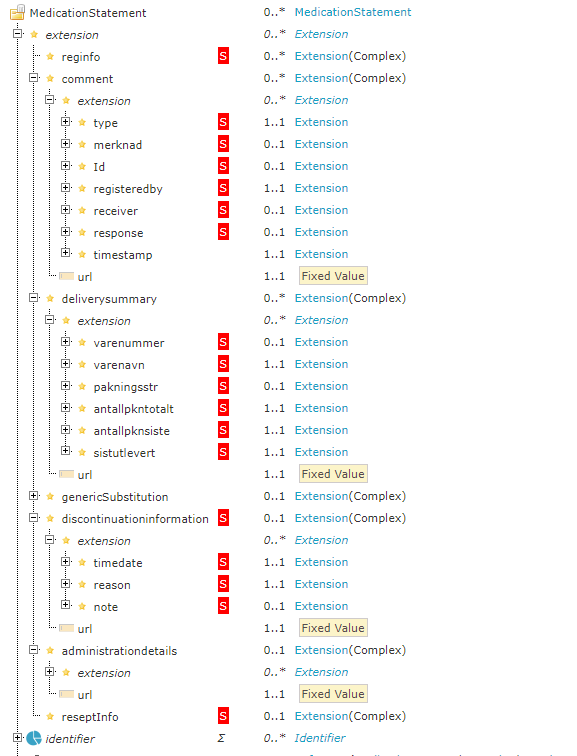 MedicationStatement 0..* MedicationStatement
extension 0..* Extension
reginfo S 0..* Extension(Complex)
comment 0..* Extension(Complex)
extension 0..* Extension
type S 1..1 Extension
merknad S 0..1 Extension
Id S 0..1 Extension
registeredby S 1..1 Extension
receiver S 0..1 Extension
response S 0..1 Extension
timestamp 1..1 Extension
url 1..1 Fixed Value
deliverysummary 0..* Extension(Complex)
extension 0..* Extension
varenummer S 0..1 Extension
varenavn S 1..1 Extension
pakningsstr S 0..1 Extension
antallpkntotalt S 1..1 Extension
antallpknsiste S 1..1 Extension
sistutlevert S 1..1 Extension
url 1..1 Fixed Value
genericSubstitution 0..1 Extension(Complex)
discontinuationinformation S 0..1 Extension(Complex)
extension 0..* Extension
timedate S 1..1 Extension
reason S 1..1 Extension
note S 0..1 Extension
url 1..1 Fixed Value
administrationdetails 0..1 Extension(Complex)
extension 0..* Extension
url 1..1 Fixed Value
reseptInfo S 0..1 Extension(Complex)
identifier Σ 0..* Identifier